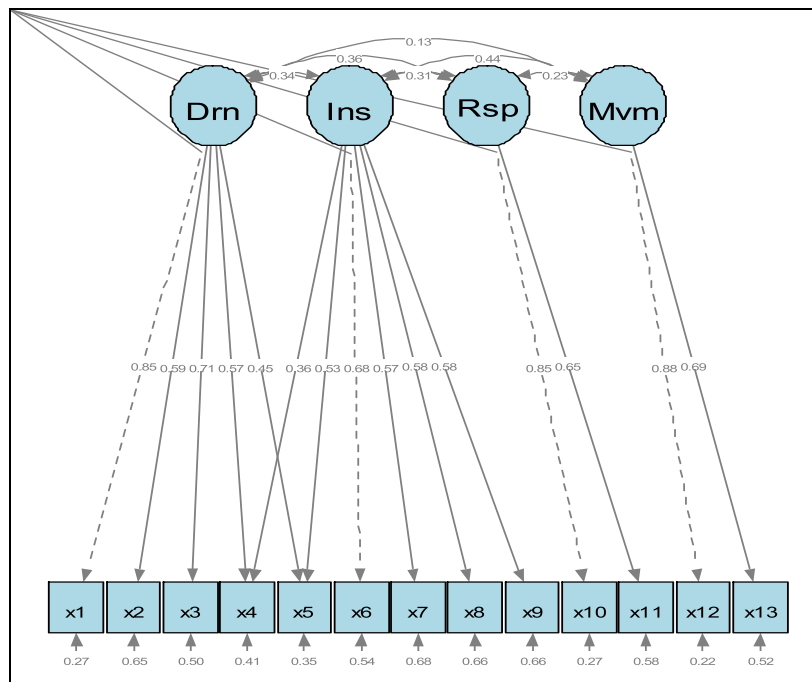 0.13
0.36 0.44
0.34 0.31 0.23
Drn Ins Rsp Mvm
0.85 0.59 0.71 0.57 0.45 0.36 0.53 0.68 0.57 0.58 0.58 0.85 0.65 0.88 0.69
x1 x2 x3 x4 x5 x6 x7 x8 x9 x10 x11 x12 x13
0.27 0.65 0.50 0.41 0.35 0.54 0.68 0.66 0.66 0.27 0.58 0.22 0.52